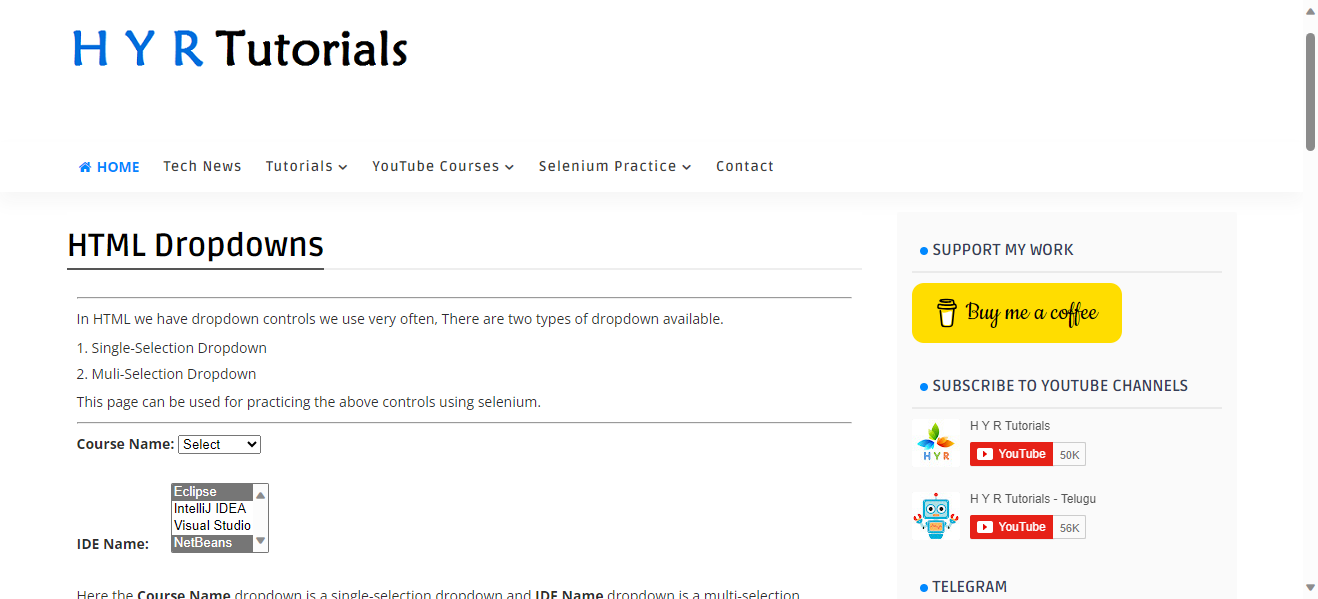 H Y R Tutorials
HOME Tech News Tutorials YouTube Courses Selenium Practice Contact
HTML Dropdowns
In HTML we have dropdown controls we use very often, There are two types of dropdown available.
1. Single-Selection Dropdown
2. Muli-Selection Dropdown
This page can be used for practicing the above controls using selenium.
Course Name: Select
Eclipse
IntelliJ IDEA
Visual Studio
IDE Name: NetBeans
Here the Course Name dropdown is a single-selection dropdown and IDE Name dropdown is a multi-selection
SUPPORT MY WORK
Buy me a coffee
SUBSCRIBE TO YOUTUBE CHANNELS
H Y R Tutorials
HYR
YouTube 50K
H Y R Tutorials - Telugu
YouTube 56K
TELEGRAM